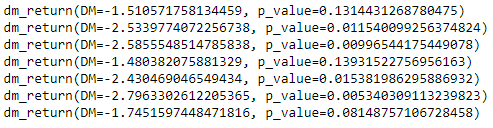 dm_return(DM=-1.510571758134459, p_value=0.1314431268780475)
dm_return(DM=-2.5339774072256738, p_value=0.011540099256374824)
dm_return(DM=-2.5855548514785838, p_value=0.00996544175449078)
dm_return(DM=-1.480382075881329, p_value=0.13931522756956163)
dm_return(DM=-2.430469046549434, p_value=0.015381986295886932)
dm_return(DM=-2.7963302612205365, p_value=0.005340309113239823)
dm_return(DM=-1.7451597448471816, p_value=0.08148757106728458)